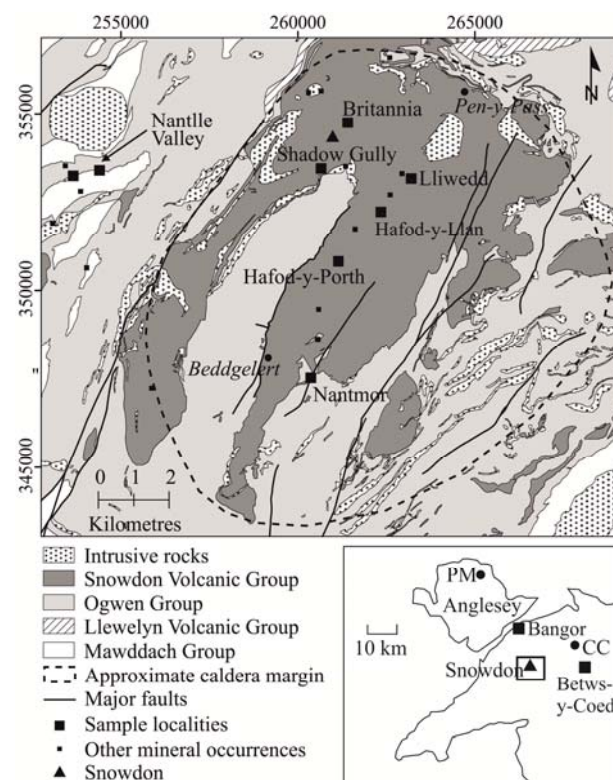 255000 260000 265000
355000
350000
345000
N
Nantlle
Valley
Britannia
Pen-y-Pass
Shadow Gully
Lliwedd
Hafod-y-Llan
Hafod-y-Porth
Beddgelert
Nantmor
0 1 2
Kilometres
Intrusive rocks
Snowdon Volcanic Group
Ogwen Group
Llewelyn Volcanic Group
Mawddach Group
Approximate caldera margin
Major faults
Sample localities
Other mineral occurrences
Snowdon
PM
Anglesey
10 km
Bangor
CC
Snowdon
Betws-
y-Coed